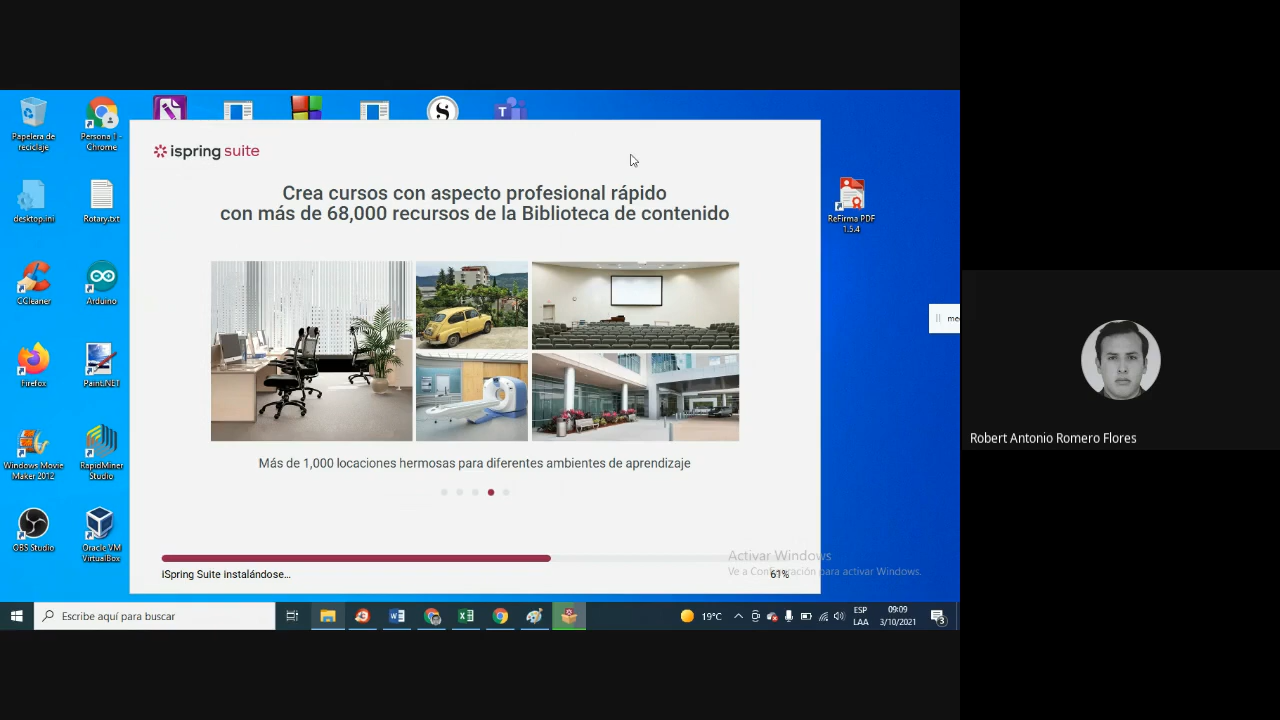 Papelera de
reciclaje
Persona 1 -
Chrome
S
T
ispring suite
Crea cursos con aspecto profesional rápido
con más de 68,000 recursos de la Biblioteca de contenido
desktop.ini
Rotary.txt
ReFirma PDF
1.5.4
CCleaner
Arduino
Firefox
Paint.NET
Más de 1,000 locaciones hermosas para diferentes ambientes de aprendizaje
Windows Movie
Maker 2012
RapidMiner
Studio
OBS Studio
Oracle VM
VirtualBox
iSpring Suite instalándose...
61%
Activar Windows
Ve a Configuración para activar Windows.
Robert Antonio Romero Flores
Escribe aquí para buscar
19°C
ESP
LAA
09:09
3/10/2021
3